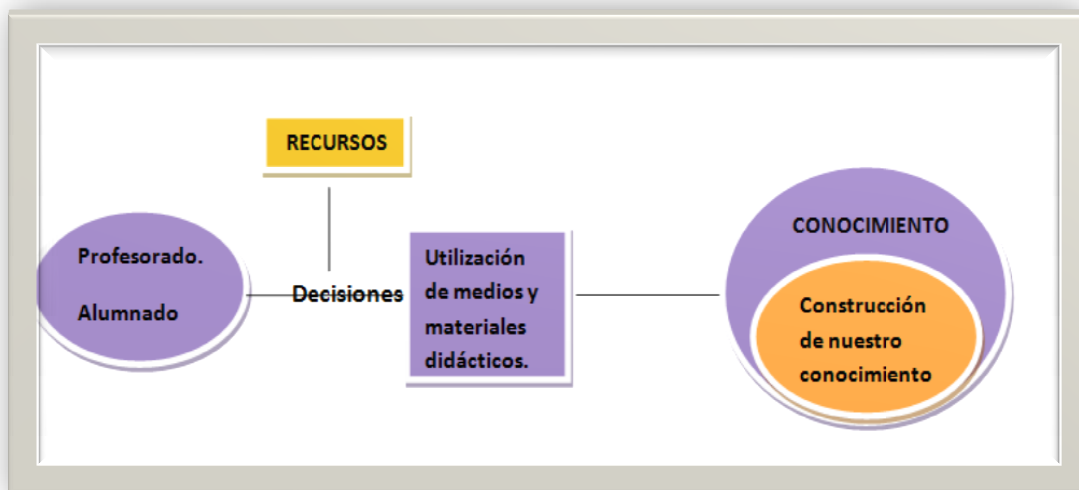 RECURSOS
Profesorado.
Alumnado
Decisiones
Utilización
de medios y
materiales
didácticos.
CONOCIMIENTO
Construcción
de nuestro
conocimiento